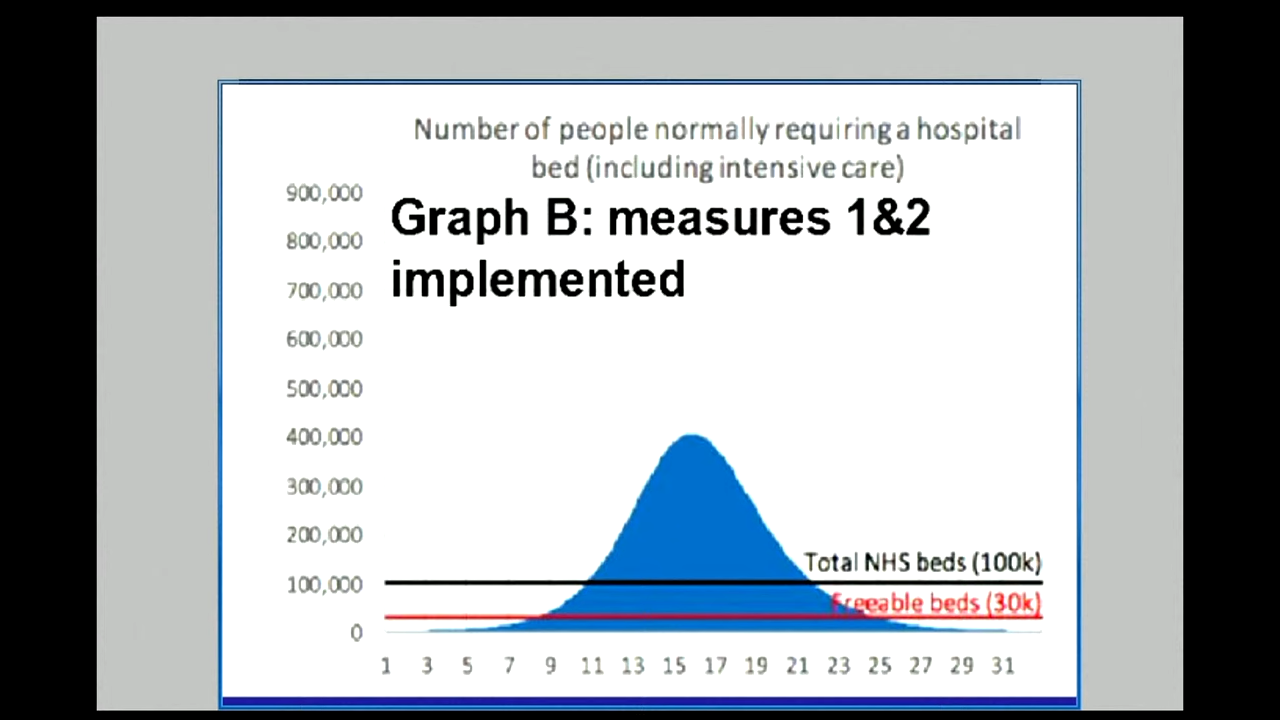 Number of people normally requiring a hospital
bed (including intensive care)
Graph B: measures 1&2
implemented
900,000
800,000
700,000
600,000
500,000
400,000
300,000
200,000
100,000
0
Total NHS beds (100k)
Freeable beds (30k)
1 3 5 7 9 11 13 15 17 19 21 23 25 27 29 31